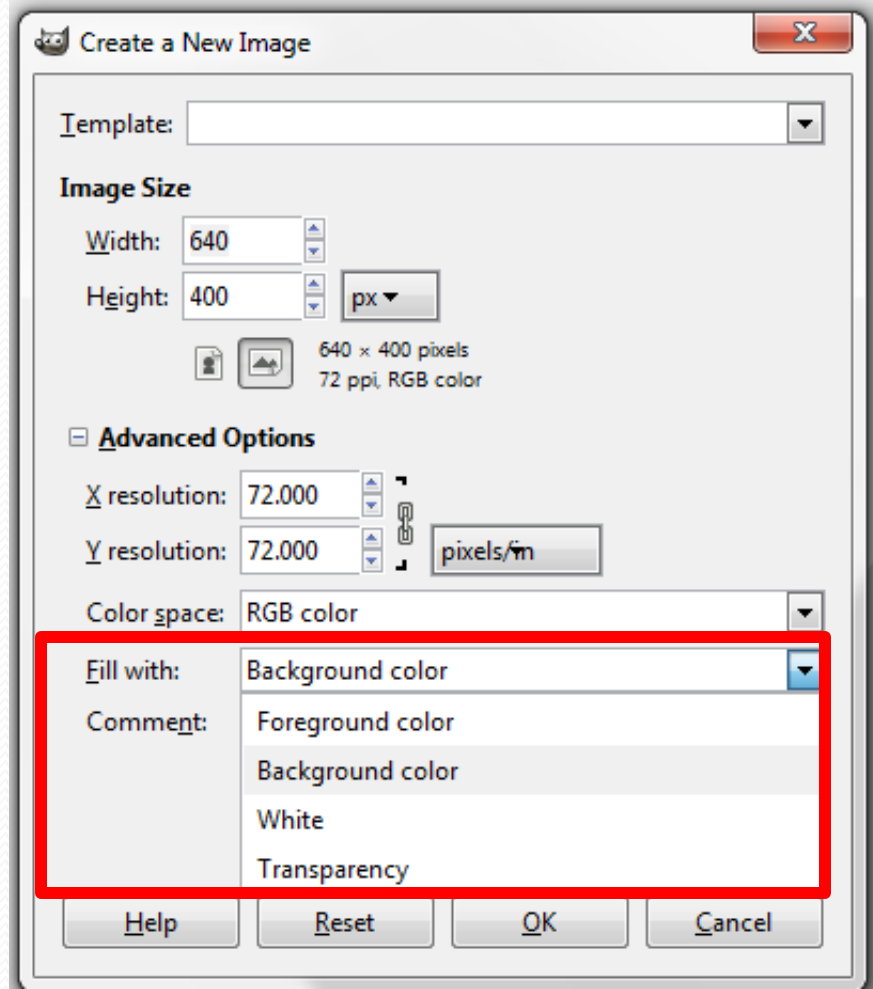 Create a New Image
Template:
Image Size
Width: 640
Height: 400 px
640 × 400 pixels
72 ppi, RGB color
Advanced Options
X resolution: 72.000
Y resolution: 72.000 pixels/in
Color space: RGB color
Fill with: Background color
Comment: Foreground color
Background color
White
Transparency
Help Reset OK Cancel